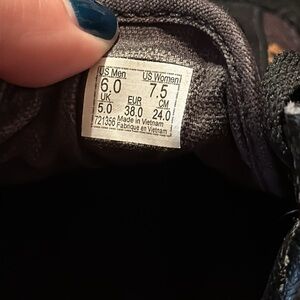 US Men US Women
6.0 7.5
UK EUR CM
5.0 38.0 24.0
721356 Made in Vietnam
Fabriqué en Vietnam